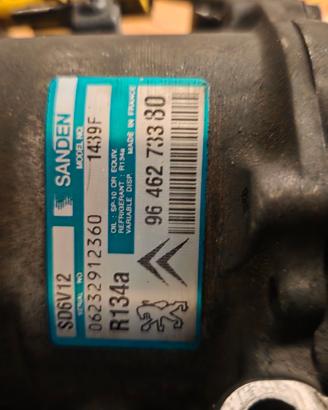 SANDEN
SD6V12
MODEL NO.
1439F
SERIAL NO
06232912360
OIL : SP-10 OR EQUIV.
REFRIGERANT : R134a
VARIABLE DISP.
MADE IN FRANCE
R134a
96 462 733 80